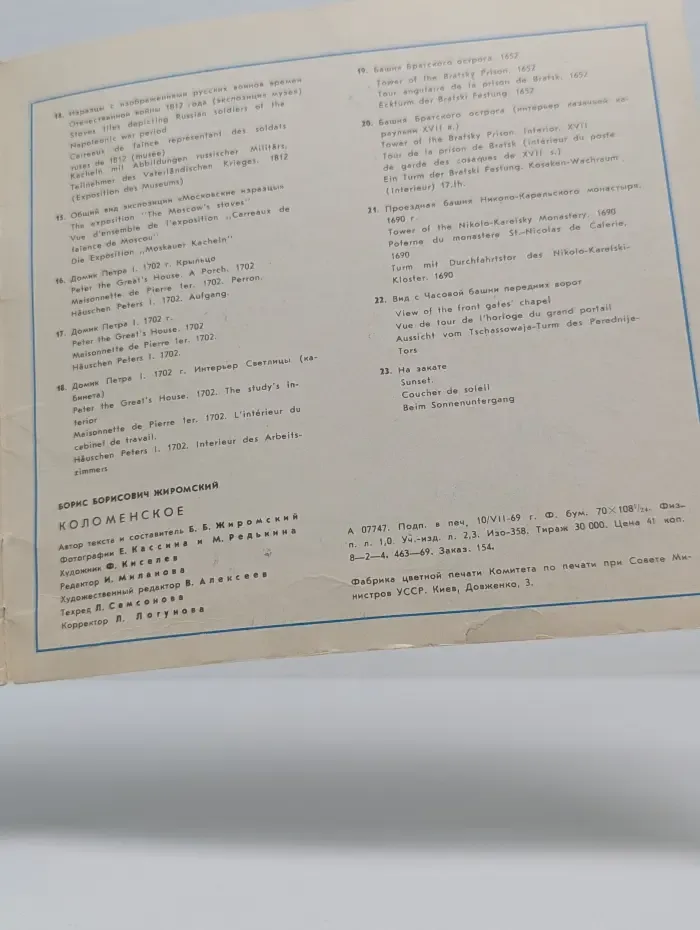 14. Изразцы с изображениями русских воинов времен
Отечественной войны 1812 года (экспозиция музея)
Stoves tiles depicting Russian soldiers of the
Napoleonic war period
Carreaux de faïence représentant des soldats
russes de 1812 (musée)
Kacheln mit Abbildungen russischer Militärs,
Teilnehmer des Vaterländischen Krieges. 1812
(Exposition des Museums)
15. Общий вид экспозиции «Московские изразцы»
The exposition "The Moscow's stoves"
Vue d'ensemble de l'exposition „Carreaux de
faïence de Moscou"
Die Exposition „Moskauer Kacheln"
16. Домик Петра I. 1702 г. Крыльцо
Peter the Great's House. A Porch. 1702
Maisonnette de Pierre 1er. 1702. Perron.
Häuschen Peters I. 1702. Aufgang.
17. Домик Петра I. 1702 г.
Peter the Great's House. 1702
Maisonnette de Pierre 1er. 1702.
Häuschen Peters I. 1702.
18. Домик Петра I. 1702 г. Интерьер Светлицы (ка-
бинета)
Peter the Great's House. 1702. The study's in-
terior
Maisonnette de Pierre 1er. 1702. L'intérieur du
cabinet de travail.
Häuschen Peters I. 1702. Interieur des Arbeits-
zimmers
БОРИС БОРИСОВИЧ ЖИРОМСКИЙ
КОЛОМЕНСКОЕ
Автор текста и составитель Б. Б. Жиромский
Фотографии Е. Кассина и М. Редькина
Художник Ф. Киселев
Редактор И. Миланова
Художественный редактор В. Алексеев
Техред Л. Самсонова
Корректор Л. Логунова
19. Башня Братского острога. 1652
Tower of the Bratsky Prison. 1652
Tour angulaire de la prison de Bratsk. 1652
Eckturm der Bratski Festung. 1652
20. Башня Братского острога (интерьер казачьей ка-
раульни XVII в.)
Tower of the Bratsky Prison. Interior. XVII
Tour de la prison de Bratsk (intérieur du poste
de garde des cosaques de XVII s.)
Ein Turm der Bratski Festung. Kosaken-Wachraum
(Interieur) 17.Ih.
21. Проездная башня Николо-Карельского монастыря.
1690 г.
Tower of the Nikolo-Karelsky Monastery. 1690
Poterne du monastere St.-Nicolas de Calerie,
1690
Turm mit Durchfahrtstor des Nikolo-Karelski-
Kloster. 1690
22. Вид с Часовой башни передних ворот
View of the front gates' chapel
Vue de tour de l'horloge du grand portail
Aussicht vom Tschassowaja-Turm des Perednije-
Tors
23. На закате
Sunset.
Coucher de soleil
Beim Sonnenuntergang
А 07747. Подп. в печ, 10/VII-69 г. Ф. бум. 70×108¹/₂₄. Физ-
п. л. 1,0. Уч.-изд. л. 2,3. Изо-358. Тираж 30 000. Цена 41 коп.
8—2—4. 463—69. Заказ. 154.
Фабрика цветной печати Комитета по печати при Совете Ми-
нистров УССР. Киев, Довженко, 3.